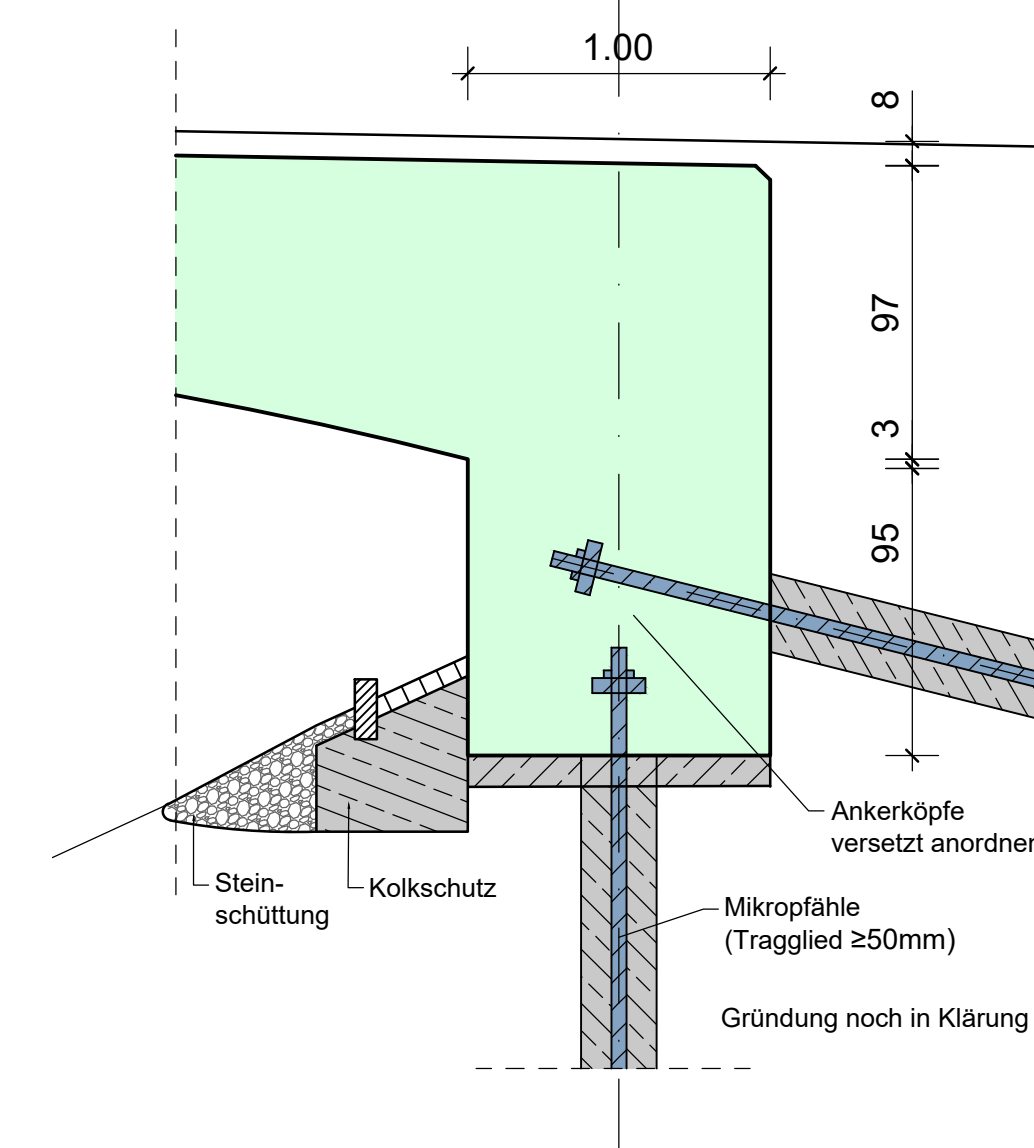 1.00
8
97
3
95
Ankerköpfe
versetzt anordnen
Stein-
schüttung
Kolkschutz
Mikropfähle
(Tragglied ≥50mm)
Gründung noch in Klärung